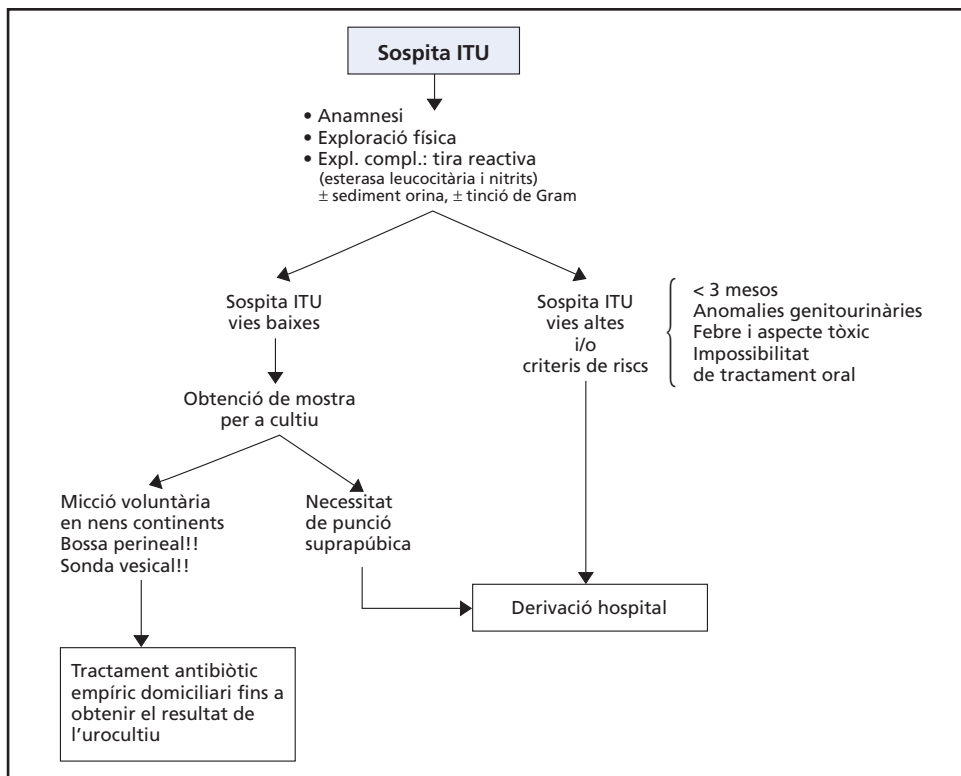 Sospita ITU
• Anamnesi
• Exploració física
• Expl. compl.: tira reactiva
(esterasa leucocitària i nitrits)
± sediment orina, ± tinció de Gram
Sospita ITU
vies baixes
Sospita ITU
vies altes
i/o
criteris de riscs
< 3 mesos
Anomalies genitourinàries
Febre i aspecte tòxic
Impossibilitat
de tractament oral
Obtenció de mostra
per a cultiu
Micció voluntària
en nens continents
Bossa perineal!!
Sonda vesical!!
Necessitat
de punció
suprapúbica
Derivació hospital
Tractament antibiòtic
empíric domiciliari fins a
obtenir el resultat de
l'urocultiu